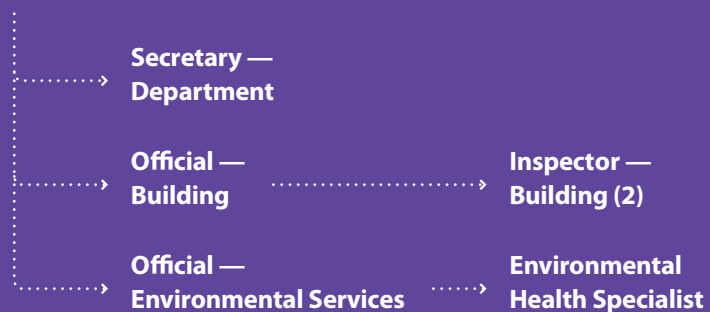 Secretary —
Department
Official —
Building
Inspector —
Building (2)
Official —
Environmental Services
Environmental
Health Specialist